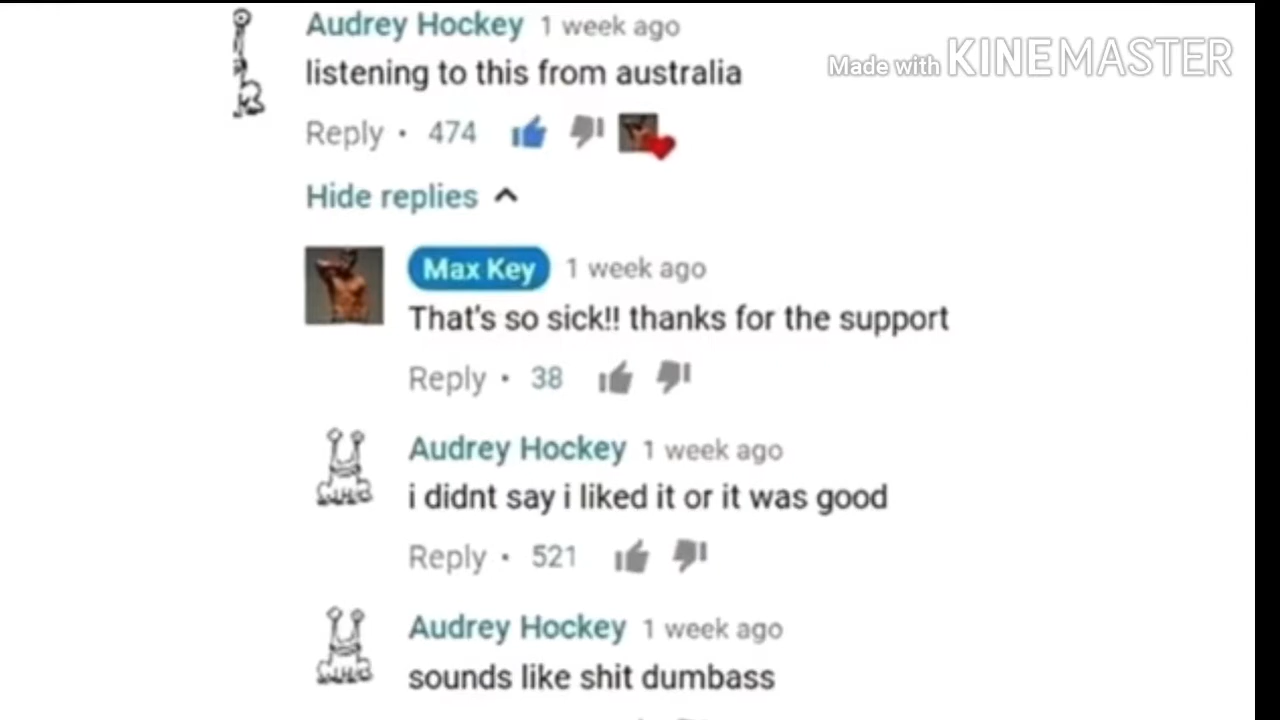 Audrey Hockey 1 week ago
Made with KINEMASTER
listening to this from australia
Reply • 474
Hide replies
Max Key 1 week ago
That's so sick!! thanks for the support
Reply • 38
Audrey Hockey 1 week ago
i didnt say i liked it or it was good
Reply • 521
Audrey Hockey 1 week ago
sounds like shit dumbass